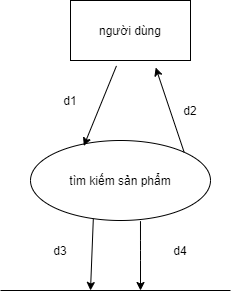 người dùng
d1
d2
tìm kiếm sản phẩm
d3
d4